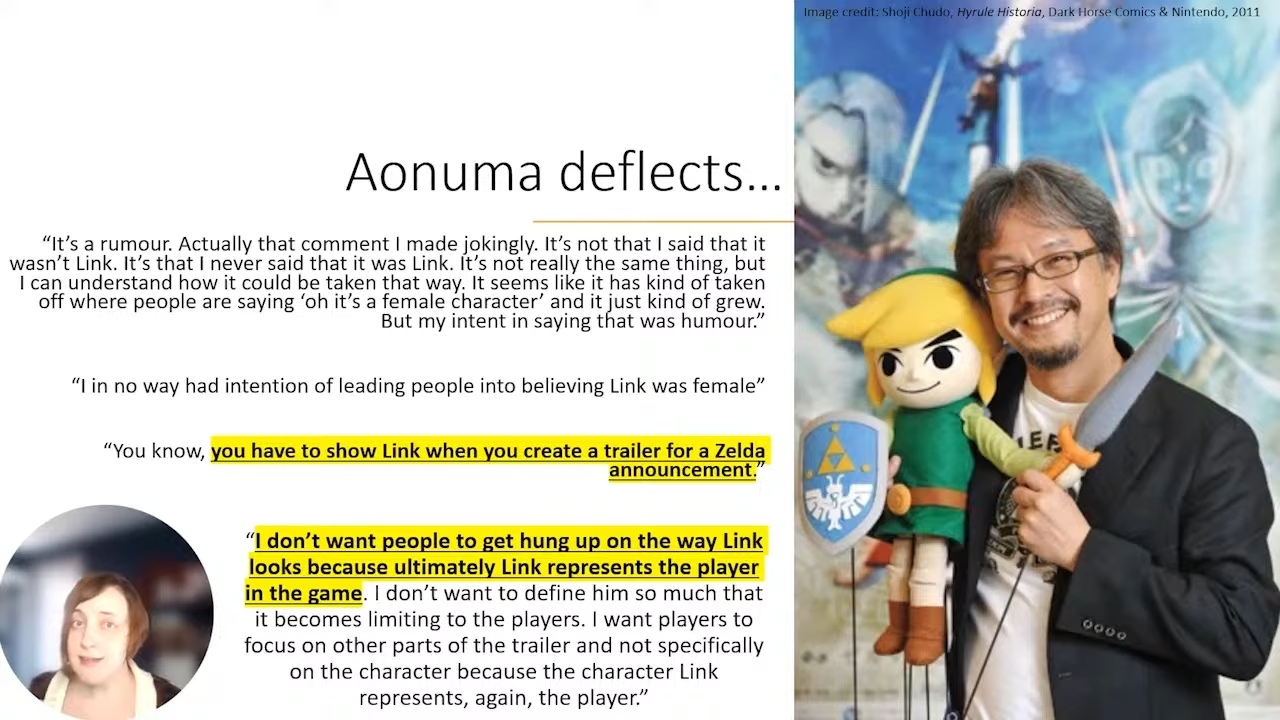 Image credit: Shoji Chudo, Hyrule Historia, Dark Horse Comics & Nintendo, 2011
Aonuma deflects…
“It’s a rumour. Actually that comment I made jokingly. It’s not that I said that it
wasn’t Link. It’s that I never said that it was Link. It’s not really the same thing, but
I can understand how it could be taken that way. It seems like it has kind of taken
off where people are saying ‘oh it’s a female character’ and it just kind of grew.
But my intent in saying that was humour.”
“I in no way had intention of leading people into believing Link was female”
“You know, you have to show Link when you create a trailer for a Zelda
announcement.”
“I don’t want people to get hung up on the way Link
looks because ultimately Link represents the player
in the game. I don’t want to define him so much that
it becomes limiting to the players. I want players to
focus on other parts of the trailer and not specifically
on the character because the character Link
represents, again, the player.”